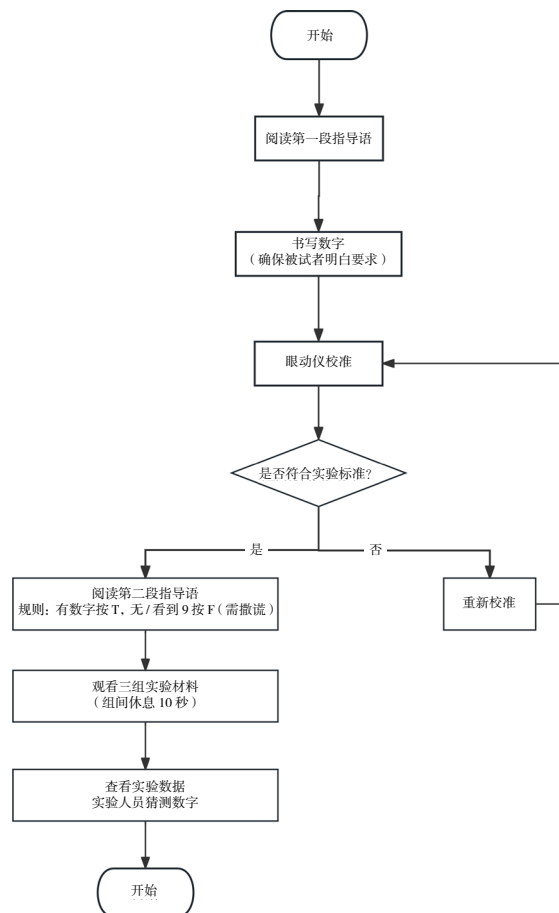 开始
阅读第一段指导语
书写数字
（确保被试者明白要求）
眼动仪校准
是否符合实验标准?
是
否
阅读第二段指导语
规则：有数字按 T，无 / 看到 9 按 F（需撒谎）
重新校准
观看三组实验材料
（组间休息 10 秒）
查看实验数据
实验人员猜测数字
开始